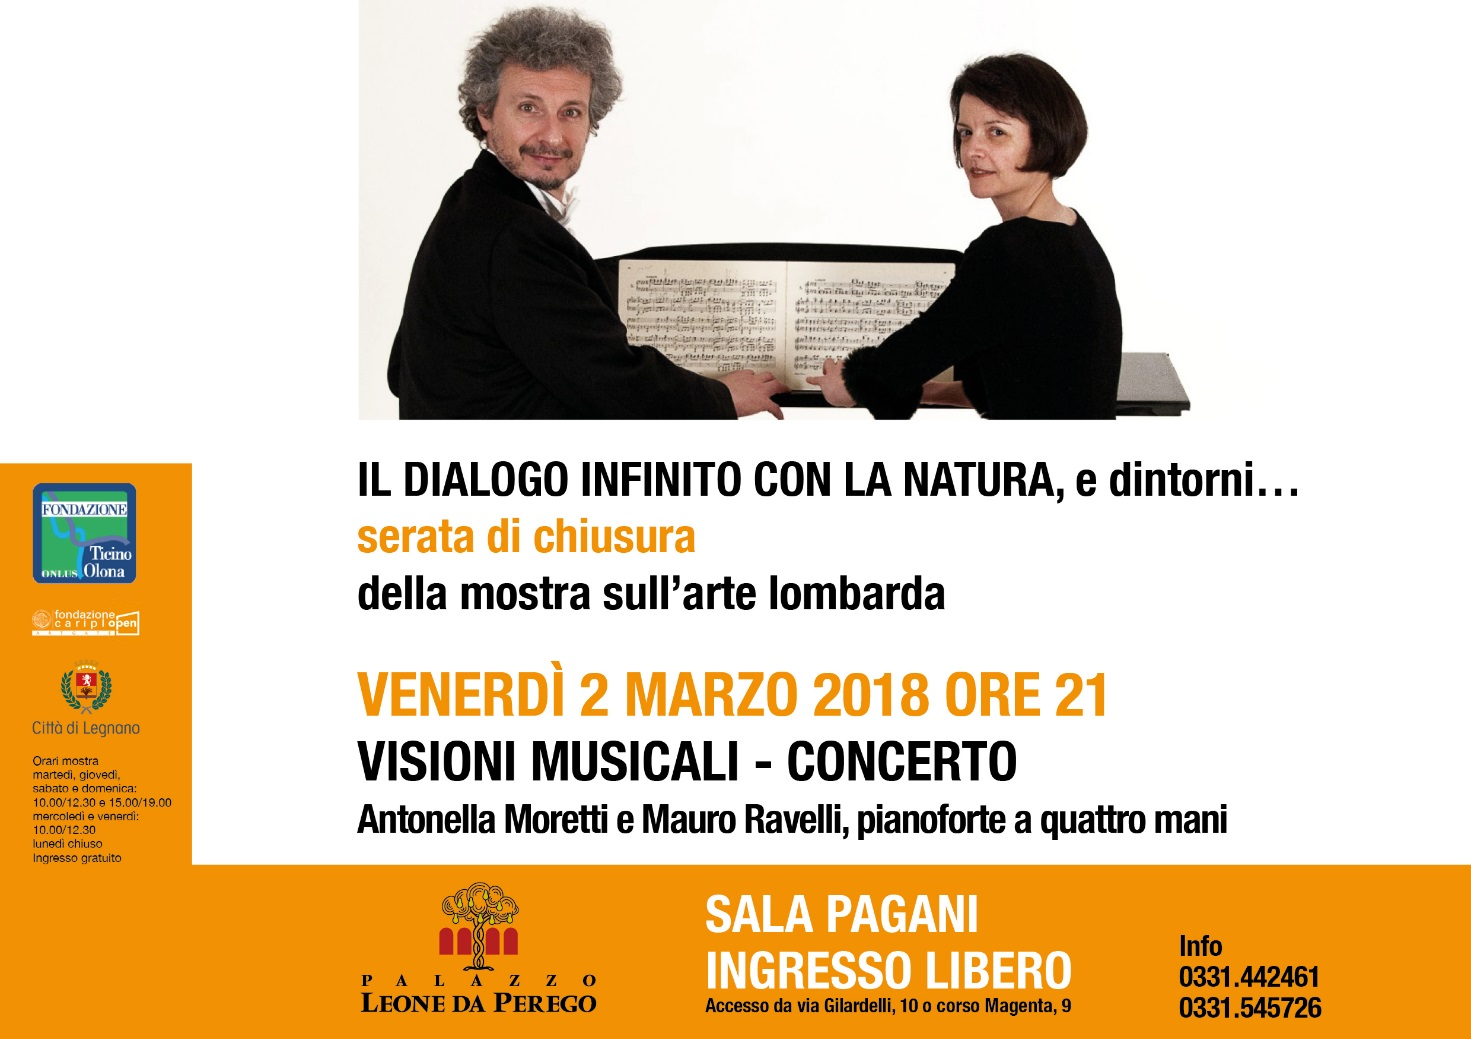 IL DIALOGO INFINITO CON LA NATURA, e dintorni…
serata di chiusura
della mostra sull’arte lombarda
VENERDÌ 2 MARZO 2018 ORE 21
VISIONI MUSICALI - CONCERTO
Antonella Moretti e Mauro Ravelli, pianoforte a quattro mani
FONDAZIONE
Ticino
ONLUS Olona
fondazione
cariplo open
Città di Legnano
Orari mostra
martedì, giovedì,
sabato e domenica:
10.00/12.30 e 15.00/19.00
mercoledì e venerdì:
10.00/12.30
lunedì chiuso
Ingresso gratuito
PALAZZO
LEONE DA PEREGO
SALA PAGANI
INGRESSO LIBERO
Accesso da via Gilardelli, 10 o corso Magenta, 9
Info
0331.442461
0331.545726